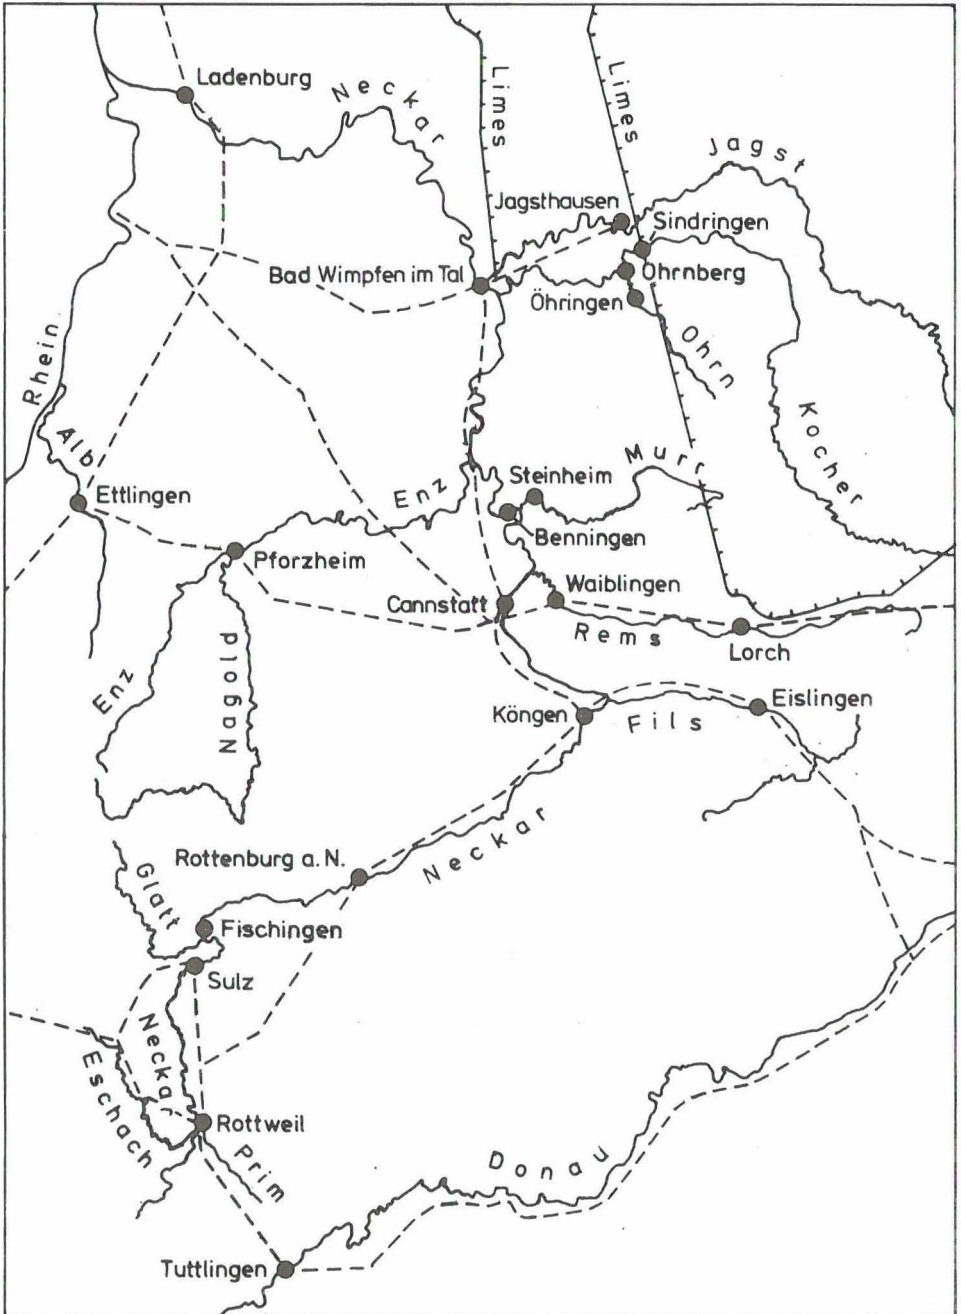 Ladenburg
Neckar
Limes
Limes
Jagst
Jagsthausen
Sindringen
Bad Wimpfen im Tal
Ohrnberg
Öhringen
Ohrn
Rhein
Alb
Kocher
Murr
Steinheim
Ettlingen
Enz
Benningen
Pforzheim
Waiblingen
Cannstatt
Rems
Lorch
Enz
Nagold
Eislingen
Köngen
Fils
Neckar
Rottenburg a. N.
Glatt
Fischingen
Sulz
Neckar
Eschach
Rottweil
Prim
Donau
Tuttlingen